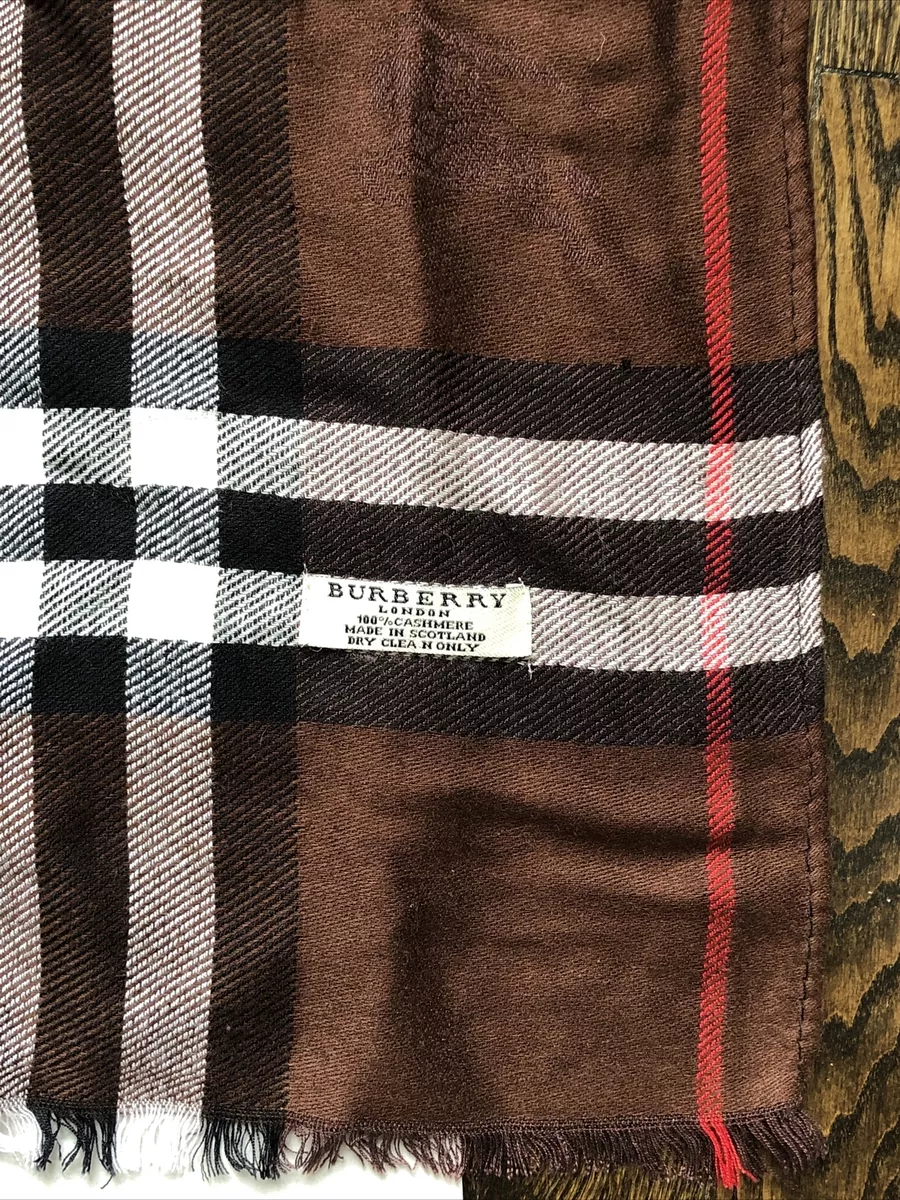 BURBERRY
LONDON
100%CASHMERE
MADE IN SCOTLAND
DRY CLEA N ONLY